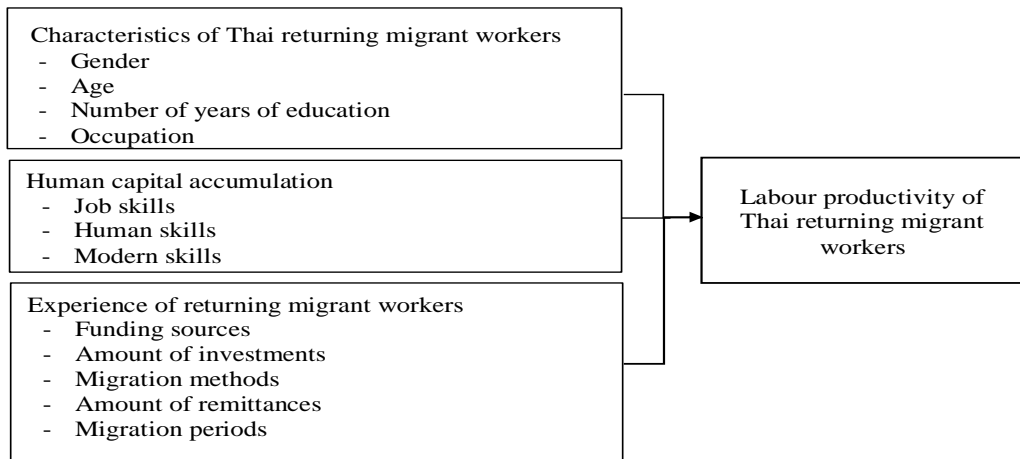 Characteristics of Thai returning migrant workers
- Gender
- Age
- Number of years of education
- Occupation
Human capital accumulation
- Job skills
- Human skills
- Modern skills
Experience of returning migrant workers
- Funding sources
- Amount of investments
- Migration methods
- Amount of remittances
- Migration periods
Labour productivity of
Thai returning migrant
workers